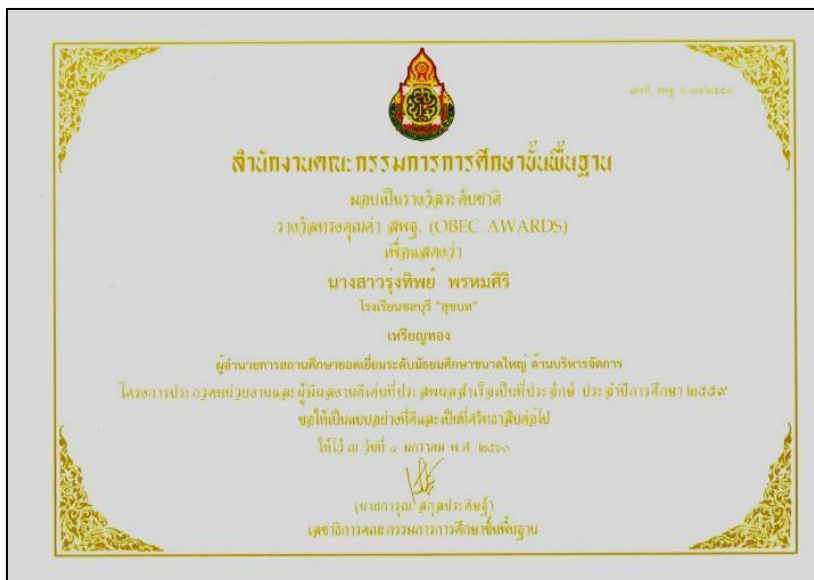 สำนักงานคณะกรรมการการศึกษาขั้นพื้นฐาน
มอบเป็นรางวัลระดับชาติ
รางวัลทรงคุณค่า สพฐ. (OBEC AWARDS)
เพื่อแสดงว่า
นางสาวรุ่งทิพย์ พรหมศิริ
โรงเรียนชลบุรี "สุขบท"
เหรียญทอง
ผู้อำนวยการสถานศึกษายอดเยี่ยมระดับมัธยมศึกษาขนาดใหญ่ ด้านบริหารจัดการ
โครงการประกวดหน่วยงานและผู้มีผลงานดีเด่นที่ประสพผลสำเร็จเป็นที่ประจักษ์ ประจำปีการศึกษา ๒๕๕๙
ขอให้เป็นแบบอย่างที่ดีและเป็นที่ศรัทธาสืบต่อไป
ให้ไว้ ณ วันที่ มกราคม พ.ศ. ๒๕๖๐
(นายการุณ สกุลประดิษฐ์)
เลขาธิการคณะกรรมการการศึกษาขั้นพื้นฐาน